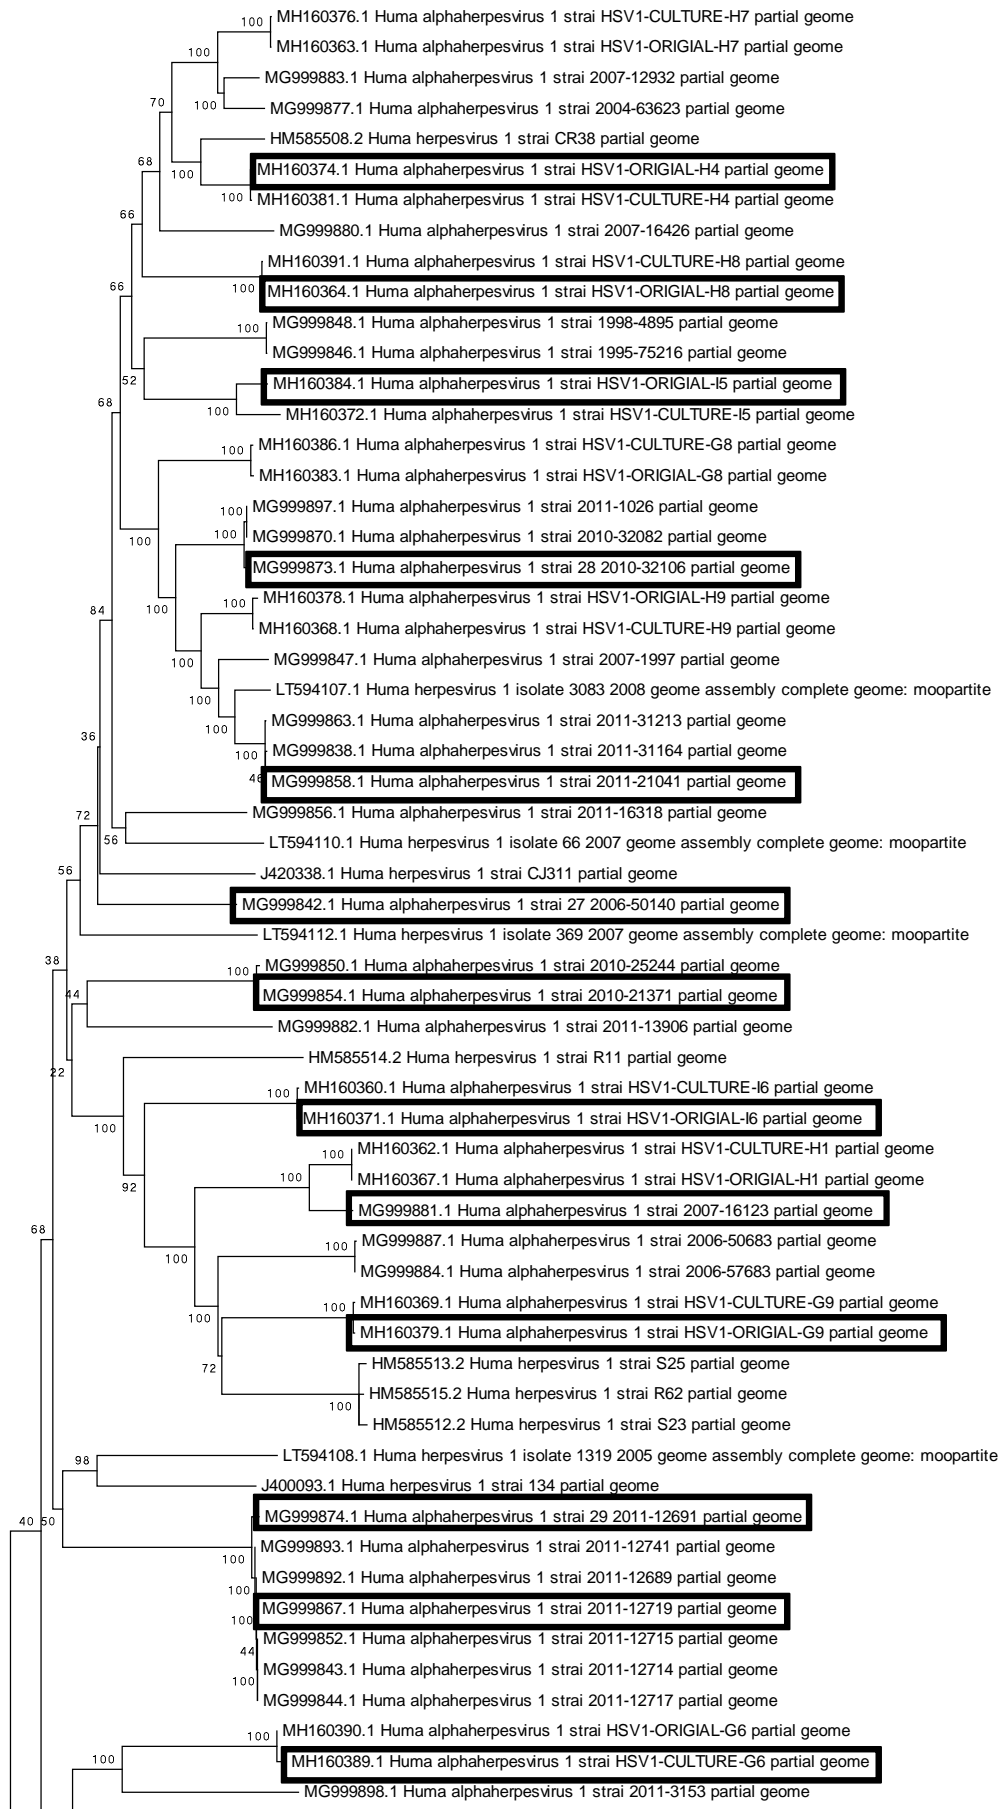 MH160376.1 Huma alphaherpesvirus 1 strai HSV1-CULTURE-H7 partial geome
100
MH160363.1 Huma alphaherpesvirus 1 strai HSV1-ORIGIAL-H7 partial geome
100
MG999883.1 Huma alphaherpesvirus 1 strai 2007-12932 partial geome
70
100
MG999877.1 Huma alphaherpesvirus 1 strai 2004-63623 partial geome
HM585508.2 Huma herpesvirus 1 strai CR38 partial geome
68
100
MH160374.1 Huma alphaherpesvirus 1 strai HSV1-ORIGIAL-H4 partial geome
100
MH160381.1 Huma alphaherpesvirus 1 strai HSV1-CULTURE-H4 partial geome
66
MG999880.1 Huma alphaherpesvirus 1 strai 2007-16426 partial geome
MH160391.1 Huma alphaherpesvirus 1 strai HSV1-CULTURE-H8 partial geome
66
100
MH160364.1 Huma alphaherpesvirus 1 strai HSV1-ORIGIAL-H8 partial geome
MG999848.1 Huma alphaherpesvirus 1 strai 1998-4895 partial geome
100
MG999846.1 Huma alphaherpesvirus 1 strai 1995-75216 partial geome
52
MH160384.1 Huma alphaherpesvirus 1 strai HSV1-ORIGIAL-I5 partial geome
68
100
MH160372.1 Huma alphaherpesvirus 1 strai HSV1-CULTURE-I5 partial geome
MH160386.1 Huma alphaherpesvirus 1 strai HSV1-CULTURE-G8 partial geome
100
MH160383.1 Huma alphaherpesvirus 1 strai HSV1-ORIGIAL-G8 partial geome
MG999897.1 Huma alphaherpesvirus 1 strai 2011-1026 partial geome
100
100
100
MG999870.1 Huma alphaherpesvirus 1 strai 2010-32082 partial geome
MG999873.1 Huma alphaherpesvirus 1 strai 28 2010-32106 partial geome
MH160378.1 Huma alphaherpesvirus 1 strai HSV1-ORIGIAL-H9 partial geome
84
100
100
MH160368.1 Huma alphaherpesvirus 1 strai HSV1-CULTURE-H9 partial geome
100
MG999847.1 Huma alphaherpesvirus 1 strai 2007-1997 partial geome
100
LT594107.1 Huma herpesvirus 1 isolate 3083 2008 geome assembly complete geome: moopartite
MG999863.1 Huma alphaherpesvirus 1 strai 2011-31213 partial geome
100
36
100
MG999838.1 Huma alphaherpesvirus 1 strai 2011-31164 partial geome
46
MG999858.1 Huma alphaherpesvirus 1 strai 2011-21041 partial geome
72
MG999856.1 Huma alphaherpesvirus 1 strai 2011-16318 partial geome
56
LT594110.1 Huma herpesvirus 1 isolate 66 2007 geome assembly complete geome: moopartite
56
J420338.1 Huma herpesvirus 1 strai CJ311 partial geome
MG999842.1 Huma alphaherpesvirus 1 strai 27 2006-50140 partial geome
LT594112.1 Huma herpesvirus 1 isolate 369 2007 geome assembly complete geome: moopartite
38
MG999850.1 Huma alphaherpesvirus 1 strai 2010-25244 partial geome
100
44
MG999854.1 Huma alphaherpesvirus 1 strai 2010-21371 partial geome
MG999882.1 Huma alphaherpesvirus 1 strai 2011-13906 partial geome
22
HM585514.2 Huma herpesvirus 1 strai R11 partial geome
MH160360.1 Huma alphaherpesvirus 1 strai HSV1-CULTURE-I6 partial geome
100
100
MH160371.1 Huma alphaherpesvirus 1 strai HSV1-ORIGIAL-I6 partial geome
MH160362.1 Huma alphaherpesvirus 1 strai HSV1-CULTURE-H1 partial geome
100
100
92
MH160367.1 Huma alphaherpesvirus 1 strai HSV1-ORIGIAL-H1 partial geome
MG999881.1 Huma alphaherpesvirus 1 strai 2007-16123 partial geome
68
100
MG999887.1 Huma alphaherpesvirus 1 strai 2006-50683 partial geome
100
MG999884.1 Huma alphaherpesvirus 1 strai 2006-57683 partial geome
MH160369.1 Huma alphaherpesvirus 1 strai HSV1-CULTURE-G9 partial geome
100
100
MH160379.1 Huma alphaherpesvirus 1 strai HSV1-ORIGIAL-G9 partial geome
72
HM585513.2 Huma herpesvirus 1 strai S25 partial geome
HM585515.2 Huma herpesvirus 1 strai R62 partial geome
100
HM585512.2 Huma herpesvirus 1 strai S23 partial geome
98
LT594108.1 Huma herpesvirus 1 isolate 1319 2005 geome assembly complete geome: moopartite
J400093.1 Huma herpesvirus 1 strai 134 partial geome
40
50
MG999874.1 Huma alphaherpesvirus 1 strai 29 2011-12691 partial geome
MG999893.1 Huma alphaherpesvirus 1 strai 2011-12741 partial geome
100
MG999892.1 Huma alphaherpesvirus 1 strai 2011-12689 partial geome
100
MG999867.1 Huma alphaherpesvirus 1 strai 2011-12719 partial geome
100
MG999852.1 Huma alphaherpesvirus 1 strai 2011-12715 partial geome
44
MG999843.1 Huma alphaherpesvirus 1 strai 2011-12714 partial geome
100
MG999844.1 Huma alphaherpesvirus 1 strai 2011-12717 partial geome
MH160390.1 Huma alphaherpesvirus 1 strai HSV1-ORIGIAL-G6 partial geome
100
100
MH160389.1 Huma alphaherpesvirus 1 strai HSV1-CULTURE-G6 partial geome
MG999898.1 Huma alphaherpesvirus 1 strai 2011-3153 partial geome